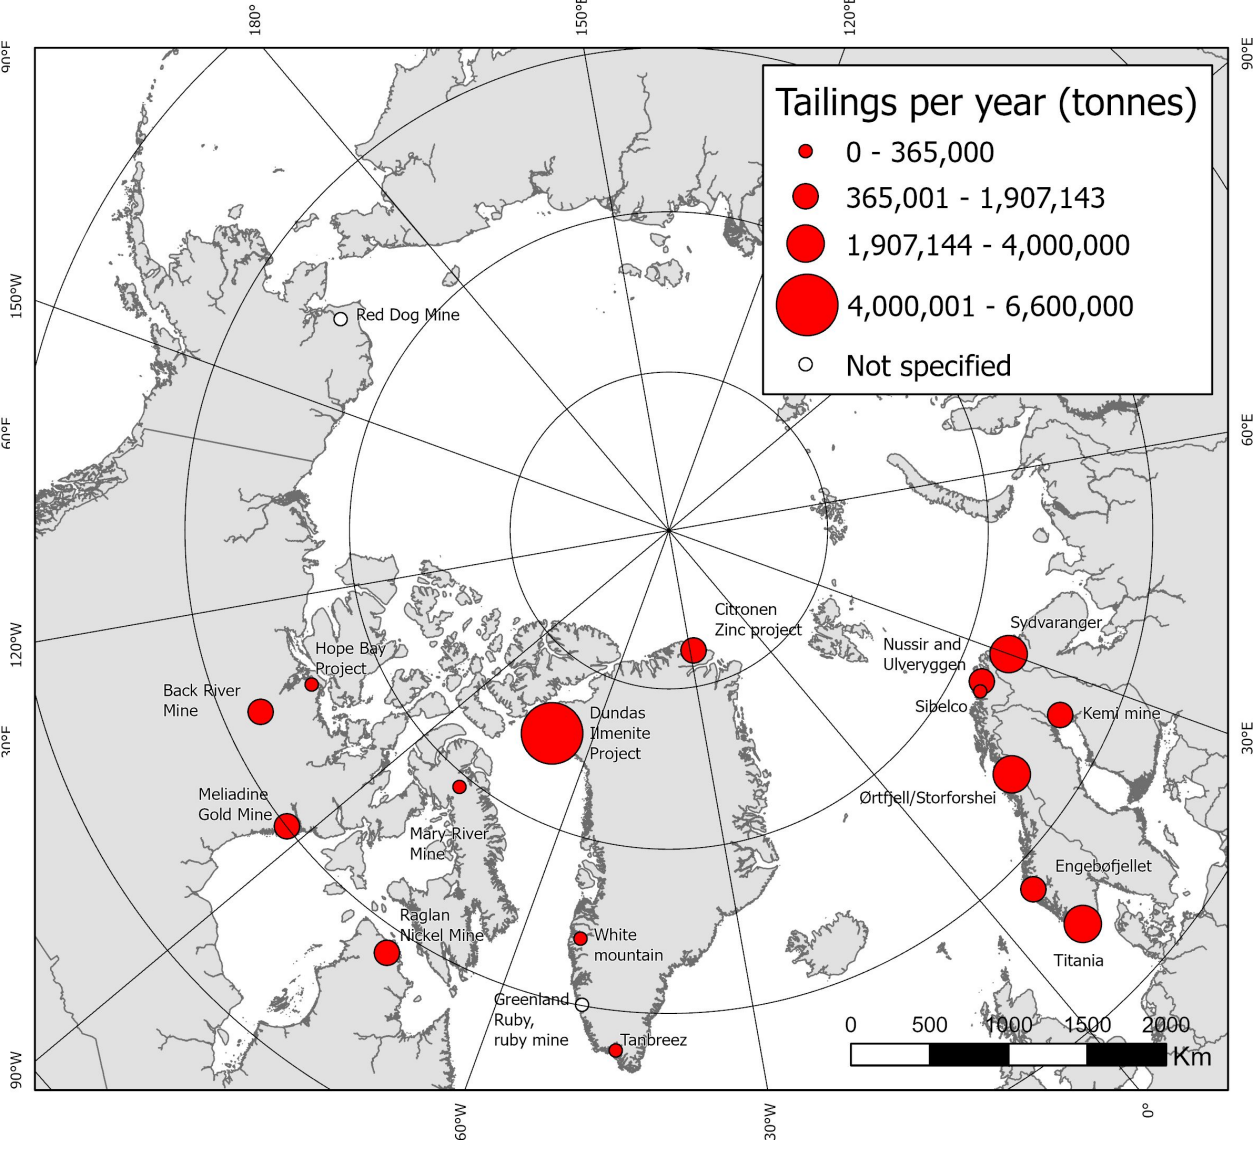 180°
150°E
120°E
90°E
90°E
Tailings per year (tonnes)
0 - 365,000
365,001 - 1,907,143
1,907,144 - 4,000,000
4,000,001 - 6,600,000
Not specified
150°W
Red Dog Mine
60°E
60°E
Citronen
Zinc project
Sydvaranger
120°W
Hope Bay
Project
Nussir and
Ulveryggen
Back River
Mine
Sibelco
Kemi mine
Dundas
Ilmenite
Project
30°E
30°E
Meliadine
Gold Mine
Ørtfjell/Storforshei
Mary River
Mine
Engebøfjellet
Raglan
Nickel Mine
White
mountain
Titania
Greenland
Ruby,
ruby mine
Tanbreez
0 500 1000 1500 2000
Km
90°W
60°W
30°W
0°